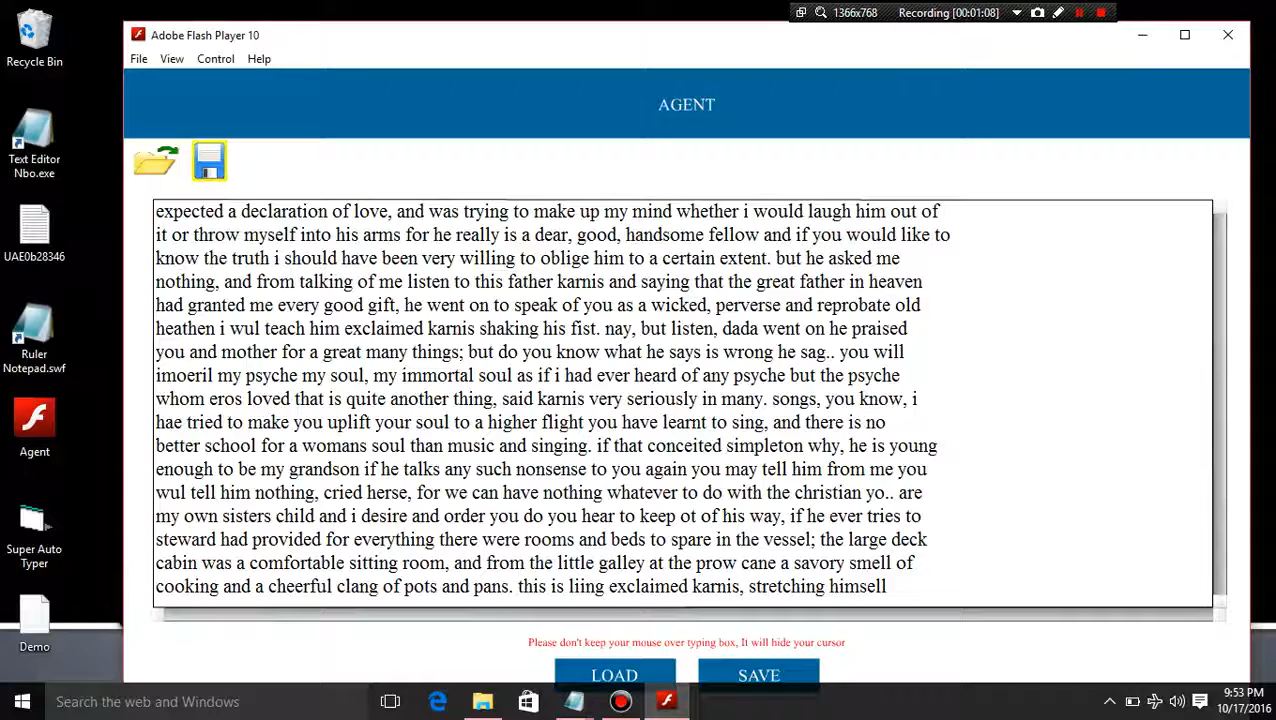 1366x768
Recording [00:01:08]
Adobe Flash Player 10
File View Control Help
AGENT
Recycle Bin
Text Editor
Nbo.exe
UAE0b28346
Ruler
Notepad.swf
Agent
Super Auto
Typer
Demo
expected a declaration of love, and was trying to make up my mind whether i would laugh him out of
it or throw myself into his arms for he really is a dear, good, handsome fellow and if you would like to
know the truth i should have been very willing to oblige him to a certain extent. but he asked me
nothing, and from talking of me listen to this father karnis and saying that the great father in heaven
had granted me every good gift, he went on to speak of you as a wicked, perverse and reprobate old
heathen i wul teach him exclaimed karnis shaking his fist. nay, but listen, dada went on he praised
you and mother for a great many things; but do you know what he says is wrong he sag.. you will
imoeril my psyche my soul, my immortal soul as if i had ever heard of any psyche but the psyche
whom eros loved that is quite another thing, said karnis very seriously in many. songs, you know, i
hae tried to make you uplift your soul to a higher flight you have learnt to sing, and there is no
better school for a womans soul than music and singing. if that conceited simpleton why, he is young
enough to be my grandson if he talks any such nonsense to you again you may tell him from me you
wul tell him nothing, cried herse, for we can have nothing whatever to do with the christian yo.. are
my own sisters child and i desire and order you do you hear to keep ot of his way, if he ever tries to
steward had provided for everything there were rooms and beds to spare in the vessel; the large deck
cabin was a comfortable sitting room, and from the little galley at the prow cane a savory smell of
cooking and a cheerful clang of pots and pans. this is liing exclaimed karnis, stretching himsell
Please don't keep your mouse over typing box, It will hide your cursor
LOAD SAVE
Search the web and Windows
9:53 PM
10/17/2016